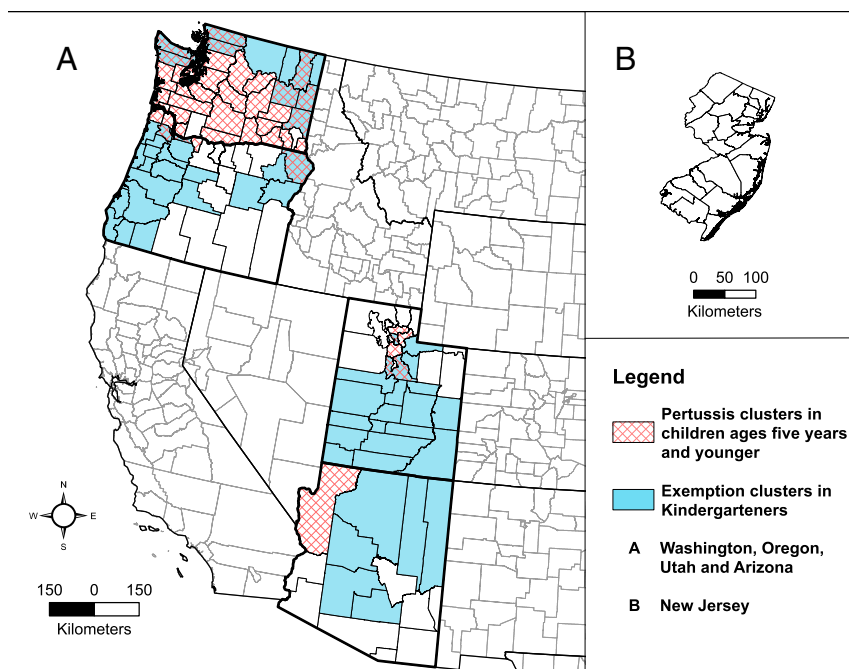 A
B
0 50 100
Kilometers
Legend
Pertussis clusters in
children ages five years
and younger
Exemption clusters in
Kindergarteners
A Washington, Oregon,
Utah and Arizona
B New Jersey
N
W E
S
150 0 150
Kilometers